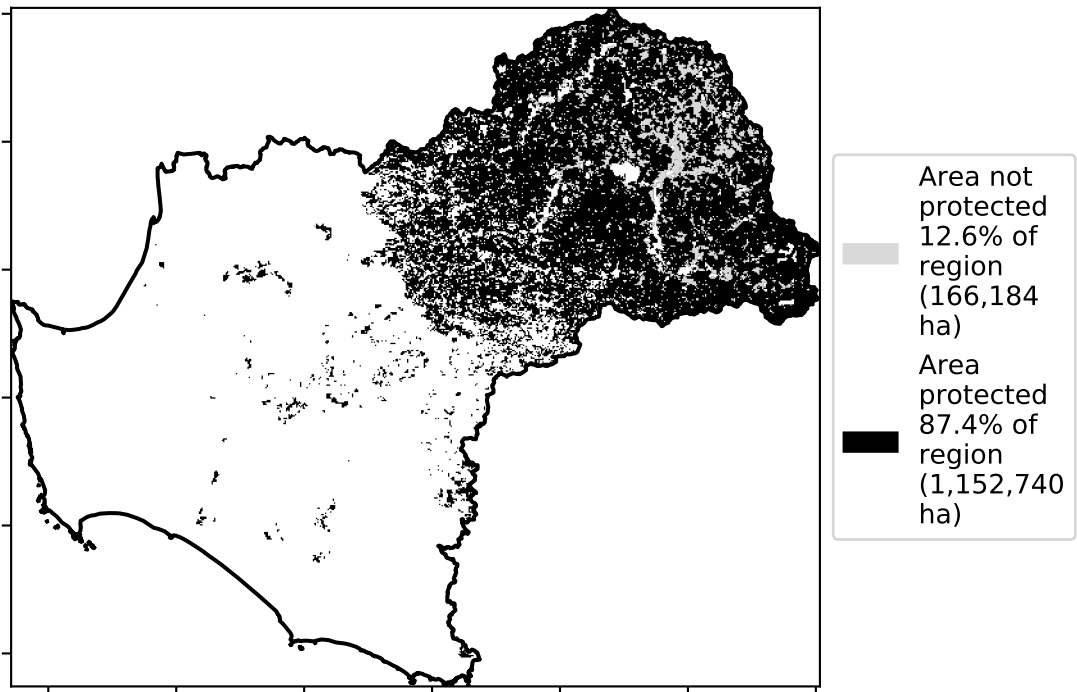 Area not
protected
12.6% of
region
(166,184
ha)
Area
protected
87.4% of
region
(1,152,740
ha)